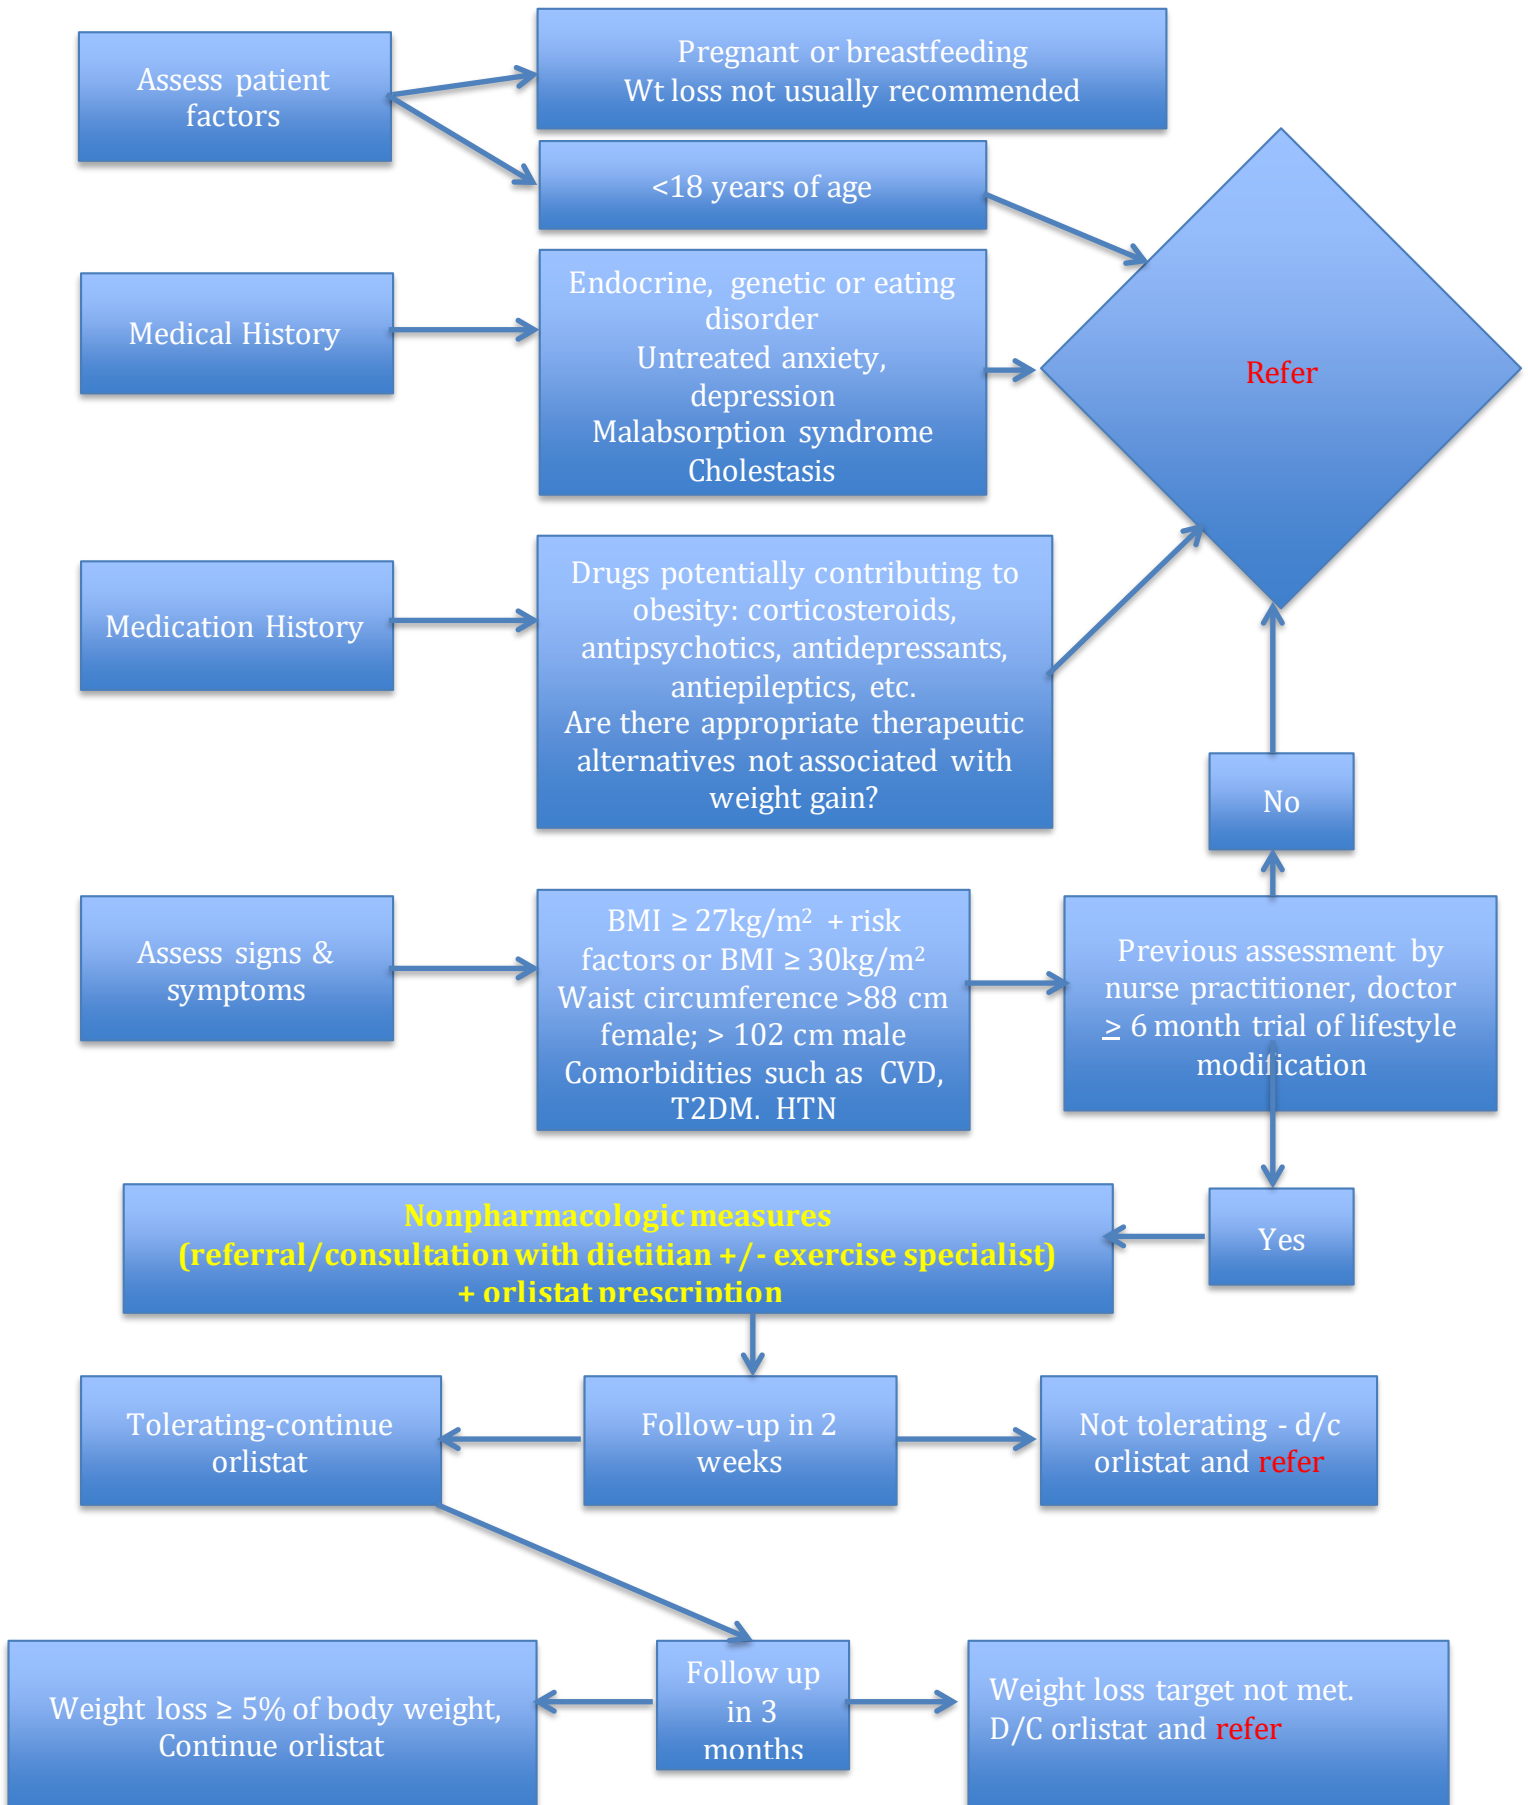 Assess patient
factors
Pregnant or breastfeeding
Wt loss not usually recommended
<18 years of age
Medical History
Endocrine, genetic or eating
disorder
Untreated anxiety,
depression
Malabsorption syndrome
Cholestasis
Refer
Medication History
Drugs potentially contributing to
obesity: corticosteroids,
antipsychotics, antidepressants,
antiepileptics, etc.
Are there appropriate therapeutic
alternatives not associated with
weight gain?
No
Assess signs &
symptoms
BMI ≥ 27kg/m² + risk
factors or BMI ≥ 30kg/m²
Waist circumference >88 cm
female; > 102 cm male
Comorbidities such as CVD,
T2DM. HTN
Previous assessment by
nurse practitioner, doctor
≥ 6 month trial of lifestyle
modification
Yes
Nonpharmacologic measures
(referral/consultation with dietitian +/- exercise specialist)
+ orlistat prescription
Tolerating-continue
orlistat
Follow-up in 2
weeks
Not tolerating - d/c
orlistat and refer
Weight loss ≥ 5% of body weight,
Continue orlistat
Follow up
in 3
months
Weight loss target not met.
D/C orlistat and refer